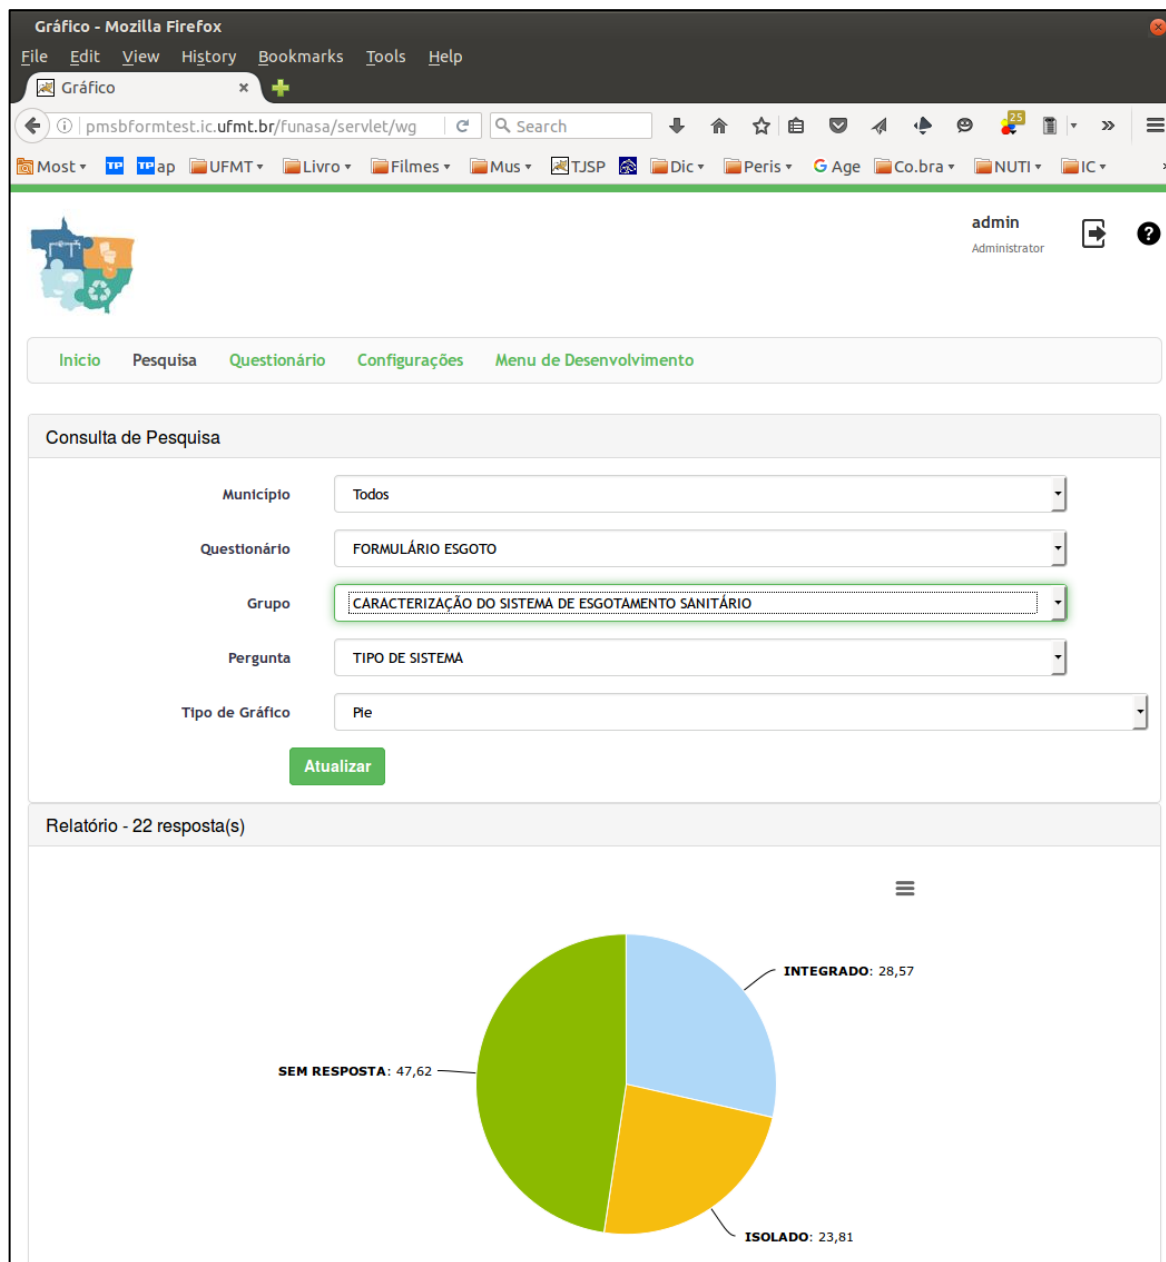 Gráfico - Mozilla Firefox
File Edit View History Bookmarks Tools Help
Gráfico
pmsbformtest.ic.ufmt.br/funasa/servlet/wg Search 25
Most TP TP ap UFMT Livro Filmes Mus TJSP Dic Peris G Age Co.bra NUTI IC
admin
Administrator
Inicio Pesquisa Questionário Configurações Menu de Desenvolvimento
Consulta de Pesquisa
Município Todos
Questionário FORMULÁRIO ESGOTO
Grupo CARACTERIZAÇÃO DO SISTEMA DE ESGOTAMENTO SANITÁRIO
Pergunta TIPO DE SISTEMA
Tipo de Gráfico Pie
Atualizar
Relatório - 22 resposta(s)
INTEGRADO: 28,57
SEM RESPOSTA: 47,62
ISOLADO: 23,81